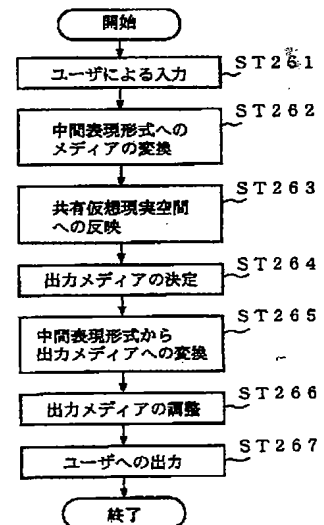 開始
ST261
ユーザによる入力
ST262
中間表現形式への
メディアの変換
ST263
共有仮想現実空間
への反映
ST264
出力メディアの決定
ST265
中間表現形式から
出力メディアへの変換
ST266
出力メディアの調整
ST267
ユーザへの出力
終了